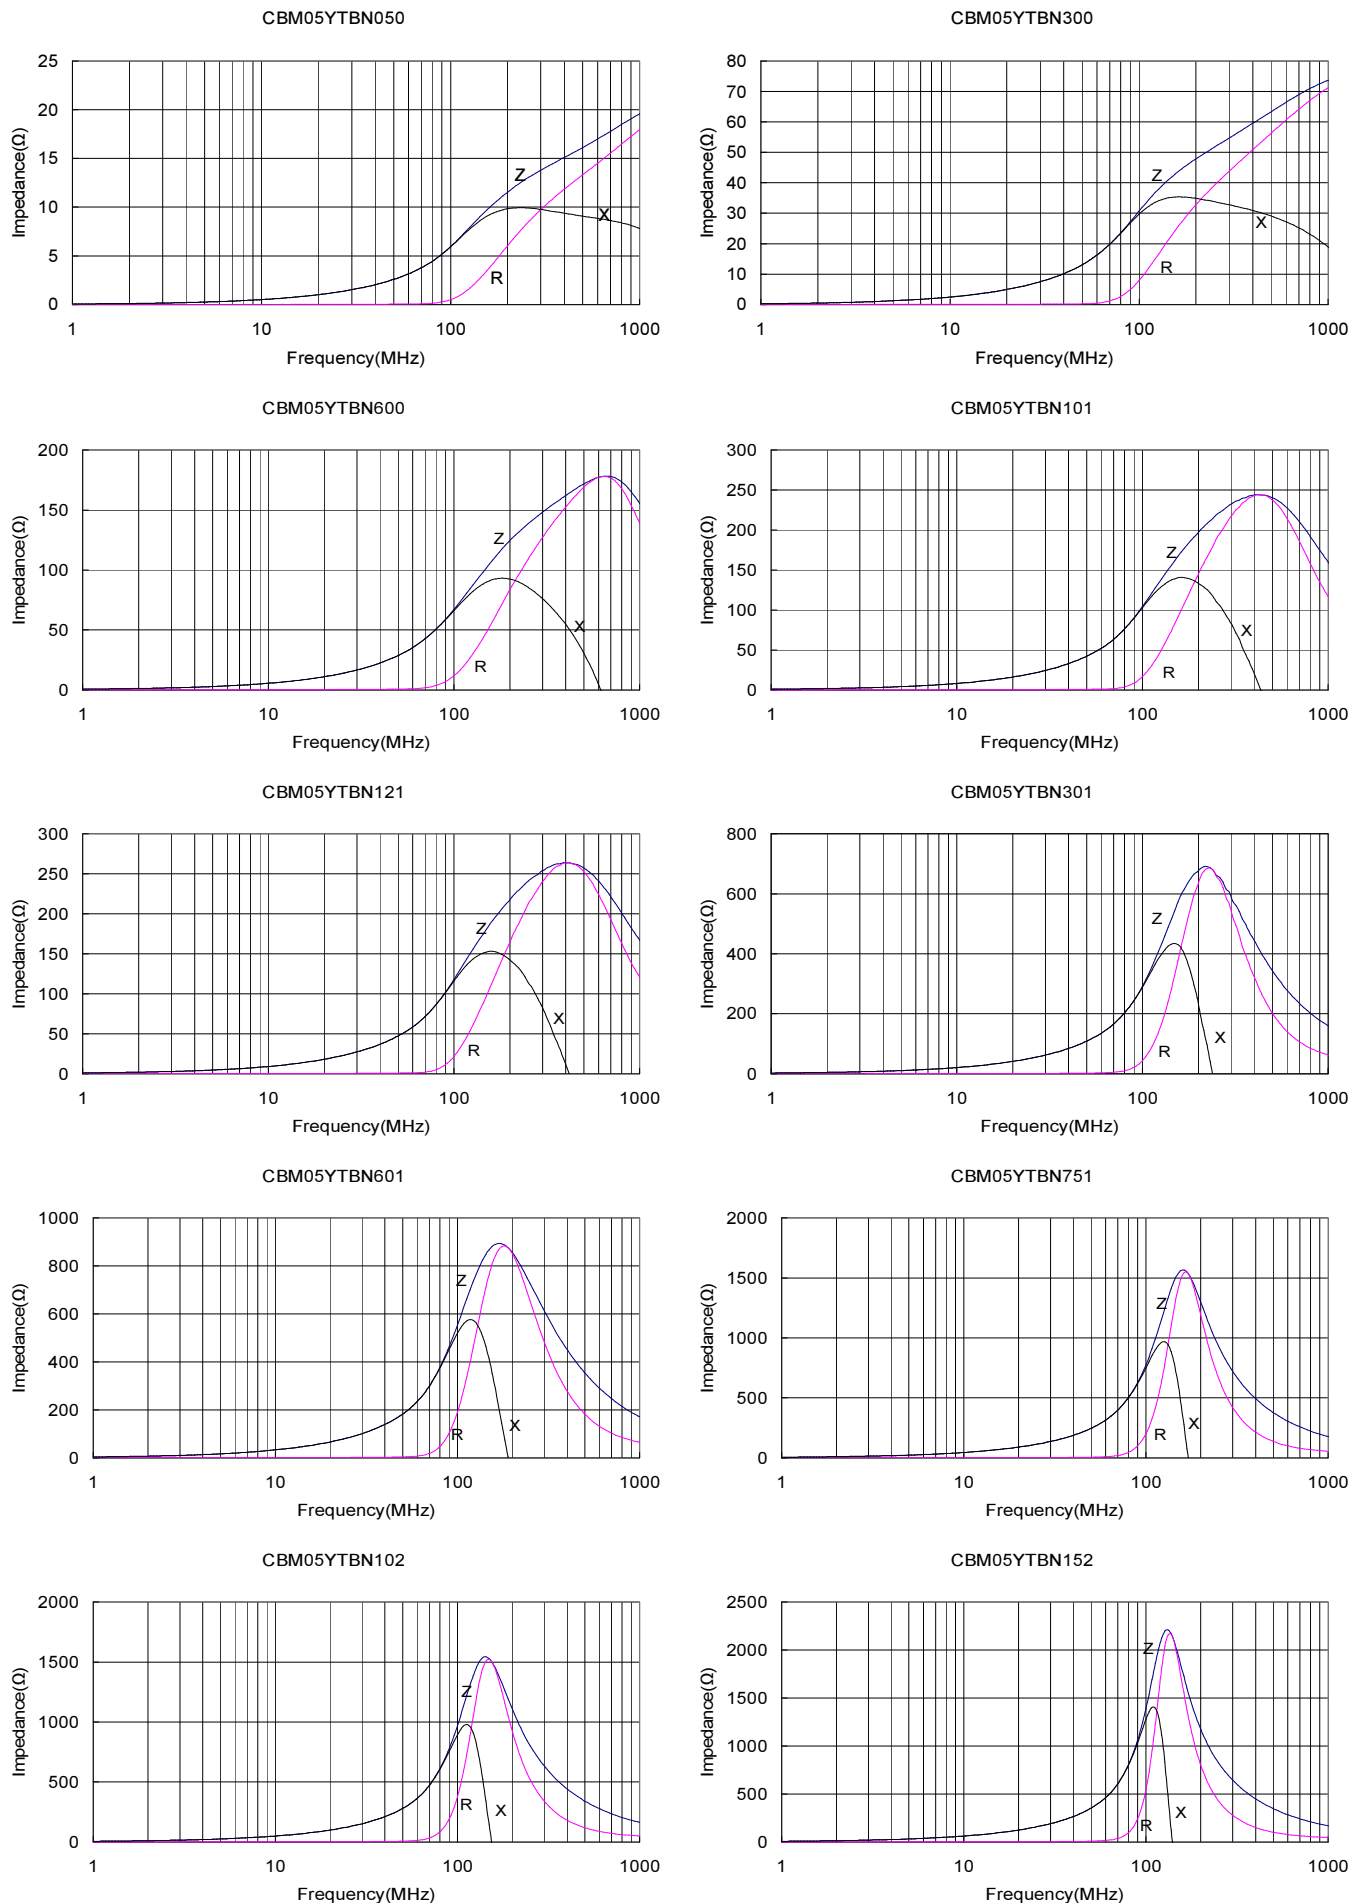 CBM05YTBN050
25
20
15
10
5
0
Impedance(Ω)
Z
X
R
1 10 100 1000
Frequency(MHz)
CBM05YTBN300
80
70
60
50
40
30
20
10
0
Impedance(Ω)
Z
X
R
1 10 100 1000
Frequency(MHz)
CBM05YTBN600
200
150
100
50
0
Impedance(Ω)
Z
X
R
1 10 100 1000
Frequency(MHz)
CBM05YTBN101
300
250
200
150
100
50
0
Impedance(Ω)
Z
X
R
1 10 100 1000
Frequency(MHz)
CBM05YTBN121
300
250
200
150
100
50
0
Impedance(Ω)
Z
X
R
1 10 100 1000
Frequency(MHz)
CBM05YTBN301
800
600
400
200
0
Impedance(Ω)
Z
X
R
1 10 100 1000
Frequency(MHz)
CBM05YTBN601
1000
800
600
400
200
0
Impedance(Ω)
Z
X
R
1 10 100 1000
Frequency(MHz)
CBM05YTBN751
2000
1500
1000
500
0
Impedance(Ω)
Z
X
R
1 10 100 1000
Frequency(MHz)
CBM05YTBN102
2000
1500
1000
500
0
Impedance(Ω)
Z
R
X
1 10 100 1000
Frequency(MHz)
CBM05YTBN152
2500
2000
1500
1000
500
0
Impedance(Ω)
Z
X
R
1 10 100 1000
Frequency(MHz)